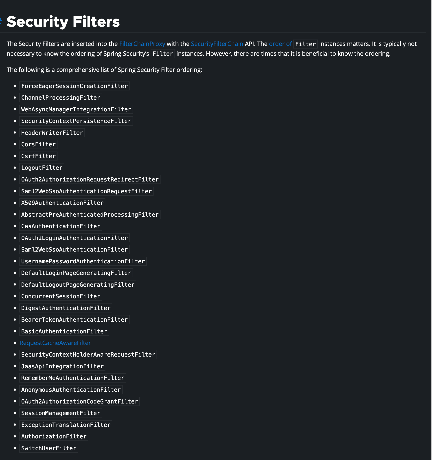 Security Filters
The Security Filters are inserted into the FilterChainProxy with the SecurityFilterChain API. The order of Filter instances matters. It is typically not
necessary to know the ordering of Spring Security's Filter instances. However, there are times that it is beneficial to know the ordering.
The following is a comprehensive list of Spring Security Filter ordering:
ForceEagerSessionCreationFilter
ChannelProcessingFilter
WebAsyncManagerIntegrationFilter
SecurityContextPersistenceFilter
HeaderWriterFilter
CorsFilter
CsrfFilter
LogoutFilter
OAuth2AuthorizationRequestRedirectFilter
Saml2WebSsoAuthenticationRequestFilter
X509AuthenticationFilter
AbstractPreAuthenticatedProcessingFilter
CasAuthenticationFilter
OAuth2LoginAuthenticationFilter
Saml2WebSsoAuthenticationFilter
UsernamePasswordAuthenticationFilter
DefaultLoginPageGeneratingFilter
DefaultLogoutPageGeneratingFilter
ConcurrentSessionFilter
DigestAuthenticationFilter
BearerTokenAuthenticationFilter
BasicAuthenticationFilter
RequestCacheAwareFilter
SecurityContextHolderAwareRequestFilter
JaasApiIntegrationFilter
RememberMeAuthenticationFilter
AnonymousAuthenticationFilter
OAuth2AuthorizationCodeGrantFilter
SessionManagementFilter
ExceptionTranslationFilter
AuthorizationFilter
SwitchUserFilter